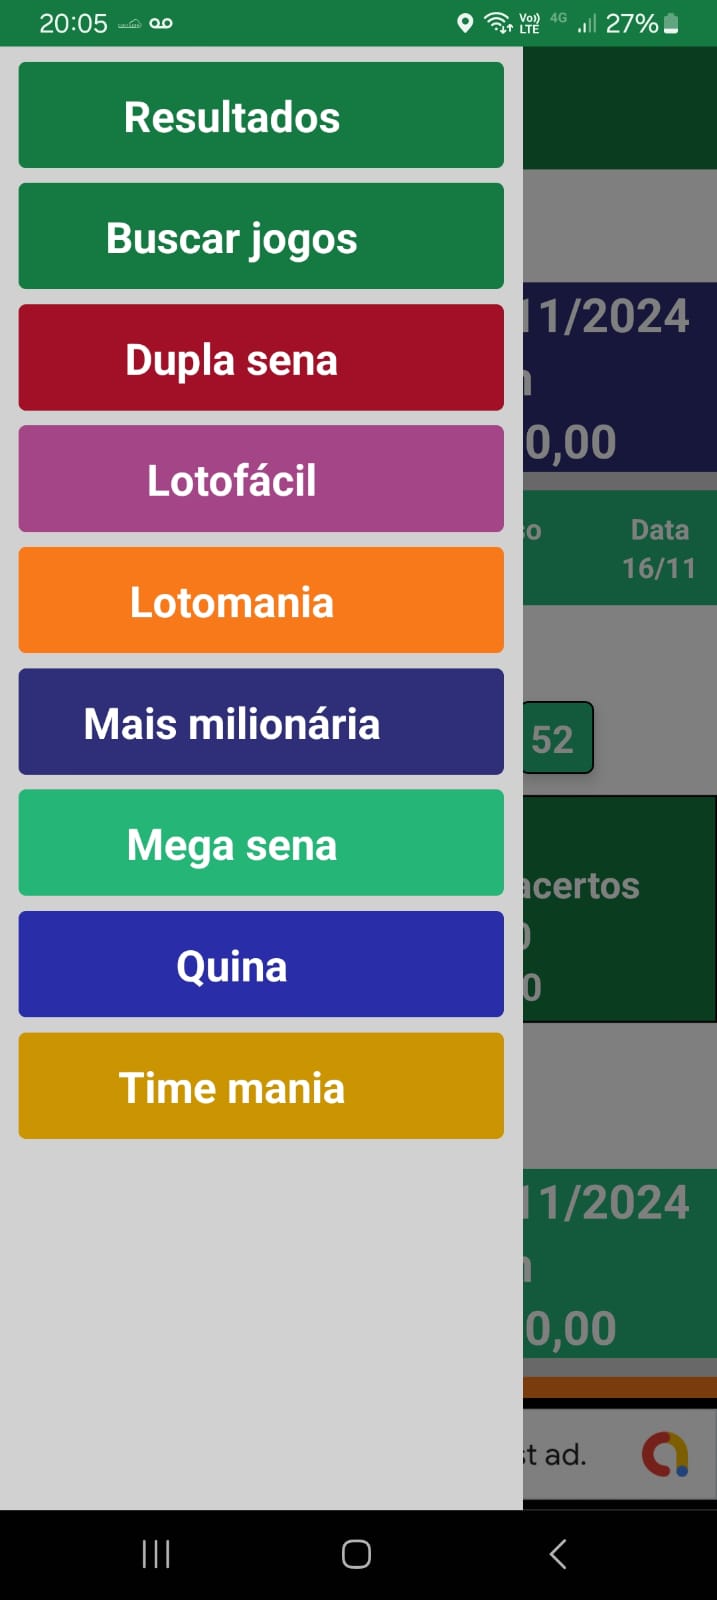 20:05 Vo)) LTE 4G 27%
Resultados
Buscar jogos
Dupla sena
Lotofácil
Lotomania
Mais milionária
Mega sena
Quina
Time mania
11/2024
0,00
Data
16/11
52
acertos
0
11/2024
0,00
ad.